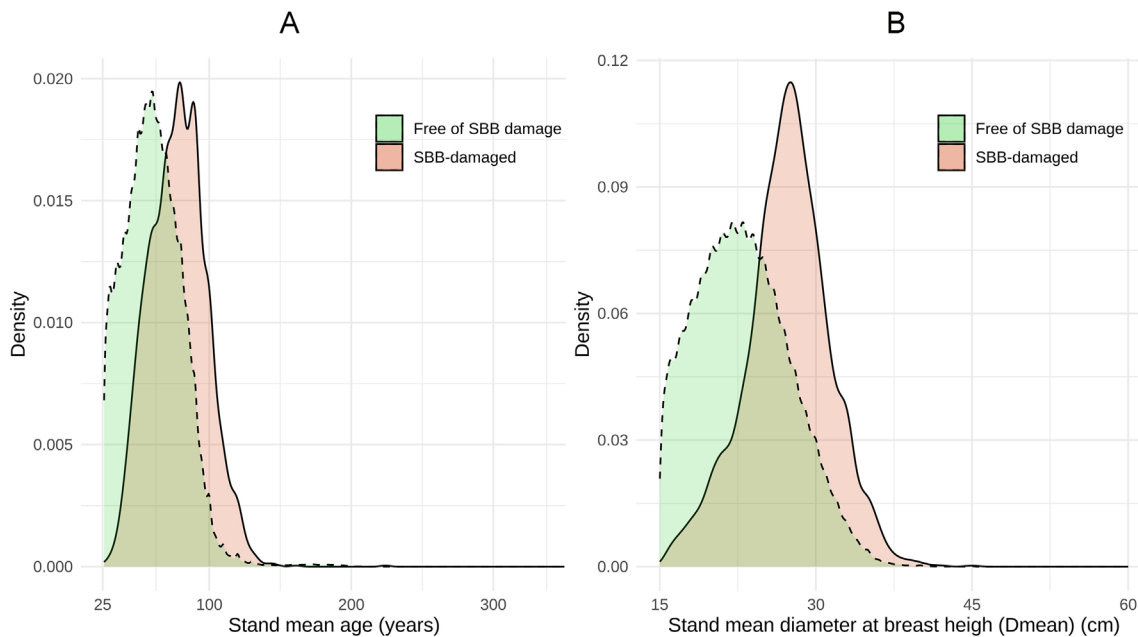 A
B
0.020
0.015
0.010
0.005
0.000
Density
25
100
200
300
Stand mean age (years)
Free of SBB damage
SBB-damaged
0.12
0.09
0.06
0.03
0.00
Density
15
30
45
60
Stand mean diameter at breast heigh (Dmean) (cm)
Free of SBB damage
SBB-damaged